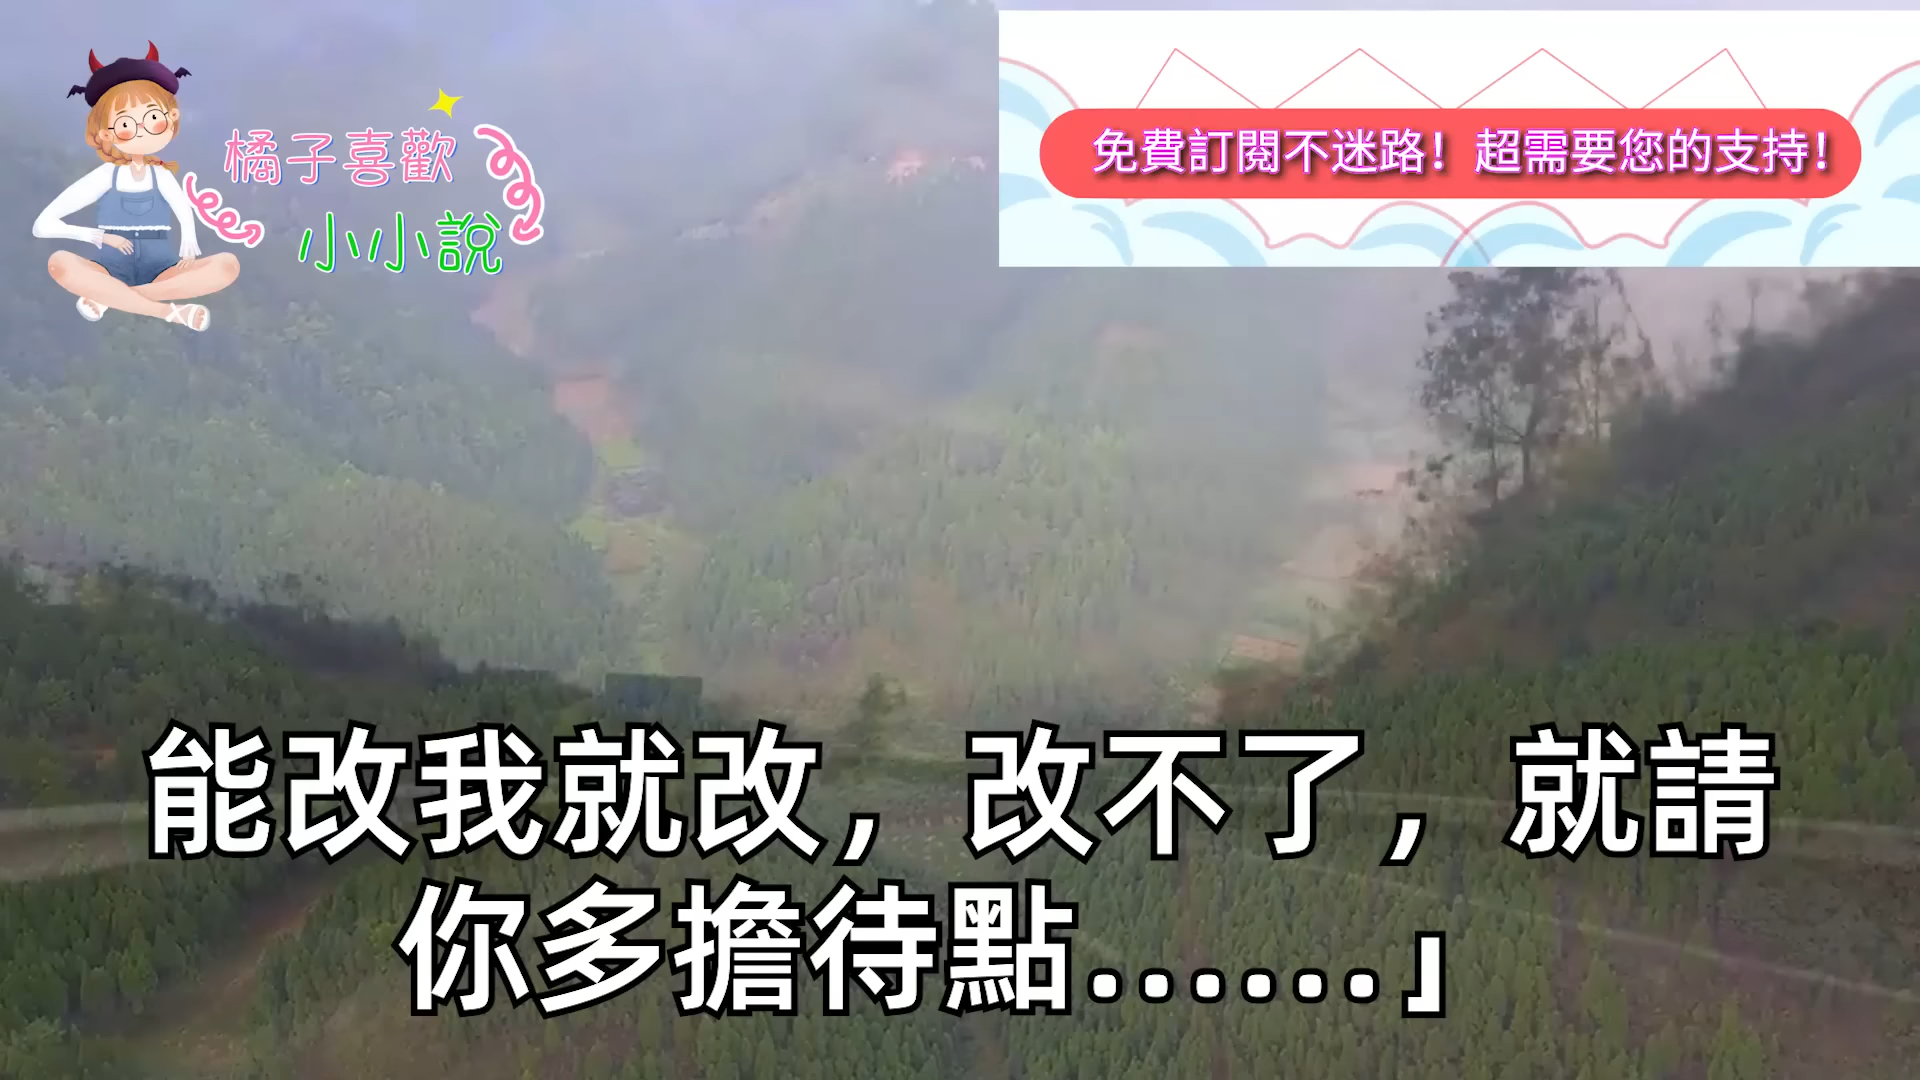 橘子喜歡
小小說
免費訂閱不迷路！超需要您的支持！
能改我就改，改不了，就請
你多擔待點......」